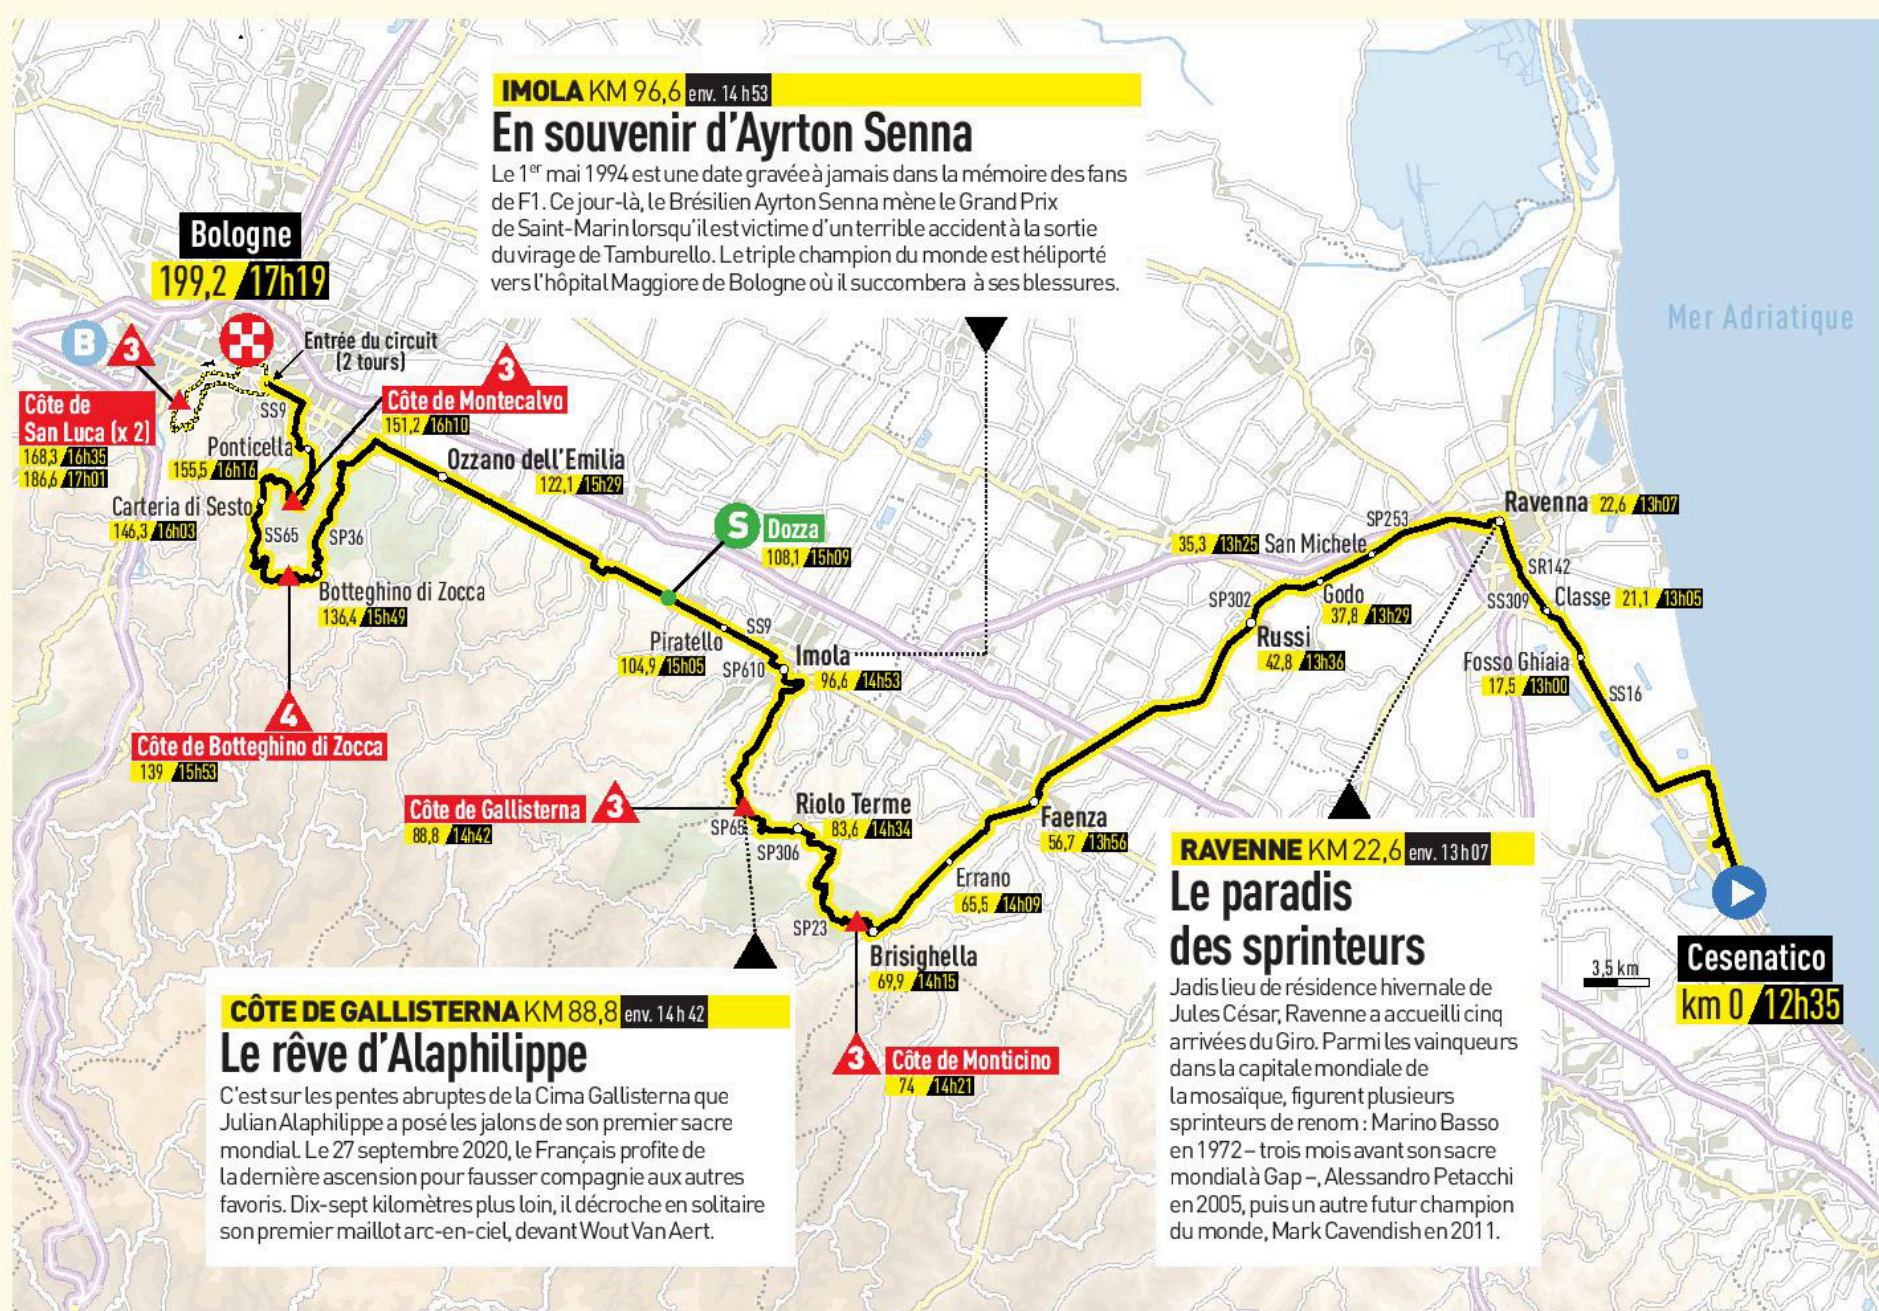 IMOLA KM 96,6 env. 14 h 53
En souvenir d'Ayrton Senna
Le 1er mai 1994 est une date gravée à jamais dans la mémoire des fans
de F1. Ce jour-là, le Brésilien Ayrton Senna mène le Grand Prix
de Saint-Marin lorsqu'il est victime d'un terrible accident à la sortie
du virage de Tamburello. Le triple champion du monde est héliporté
vers l'hôpital Maggiore de Bologne où il succombera à ses blessures.
Bologne
199,2 17h19
Mer Adriatique
B
3
Entrée du circuit
(2 tours)
3
Côte de
San Luca (x 2)
168,3 16h35
186,6 17h01
Côte de Montecalvo
151,2 16h10
SS9
Ponticella
155,5 16h16
Ozzano dell'Emilia
122,1 15h29
Carteria di Sesto
146,3 16h03
SS65
SP36
S
Dozza
108,1 15h09
Ravenna 22,6 13h07
SP253
35,3 13h25 San Michele
SR142
Botteghino di Zocca
136,4 15h49
Godo
37,8 13h29
SP302
SS309
Classe 21,1 13h05
Piratello
104,9 15h05
SS9
SP610
Imola
96,6 14h53
Russi
42,8 13h36
Fosso Ghiaia
17,5 13h00
SS16
4
Côte de Botteghino di Zocca
139 15h53
Côte de Gallisterna
88,8 14h42
3
SP65
Riolo Terme
83,6 14h34
SP306
Faenza
56,7 13h56
Errano
65,5 14h09
SP23
Brisighella
69,9 14h15
3
Côte de Monticino
74 14h21
RAVENNE KM 22,6 env. 13 h 07
Le paradis
des sprinteurs
Jadis lieu de résidence hivernale de
Jules César, Ravenne a accueilli cinq
arrivées du Giro. Parmi les vainqueurs
dans la capitale mondiale de
la mosaïque, figurent plusieurs
sprinteurs de renom : Marino Basso
en 1972 – trois mois avant son sacre
mondial à Gap –, Alessandro Petacchi
en 2005, puis un autre futur champion
du monde, Mark Cavendish en 2011.
3,5 km
Cesenatico
km 0 12h35
CÔTE DE GALLISTERNA KM 88,8 env. 14 h 42
Le rêve d'Alaphilippe
C'est sur les pentes abruptes de la Cima Gallisterna que
Julian Alaphilippe a posé les jalons de son premier sacre
mondial. Le 27 septembre 2020, le Français profite de
la dernière ascension pour fausser compagnie aux autres
favoris. Dix-sept kilomètres plus loin, il décroche en solitaire
son premier maillot arc-en-ciel, devant Wout Van Aert.